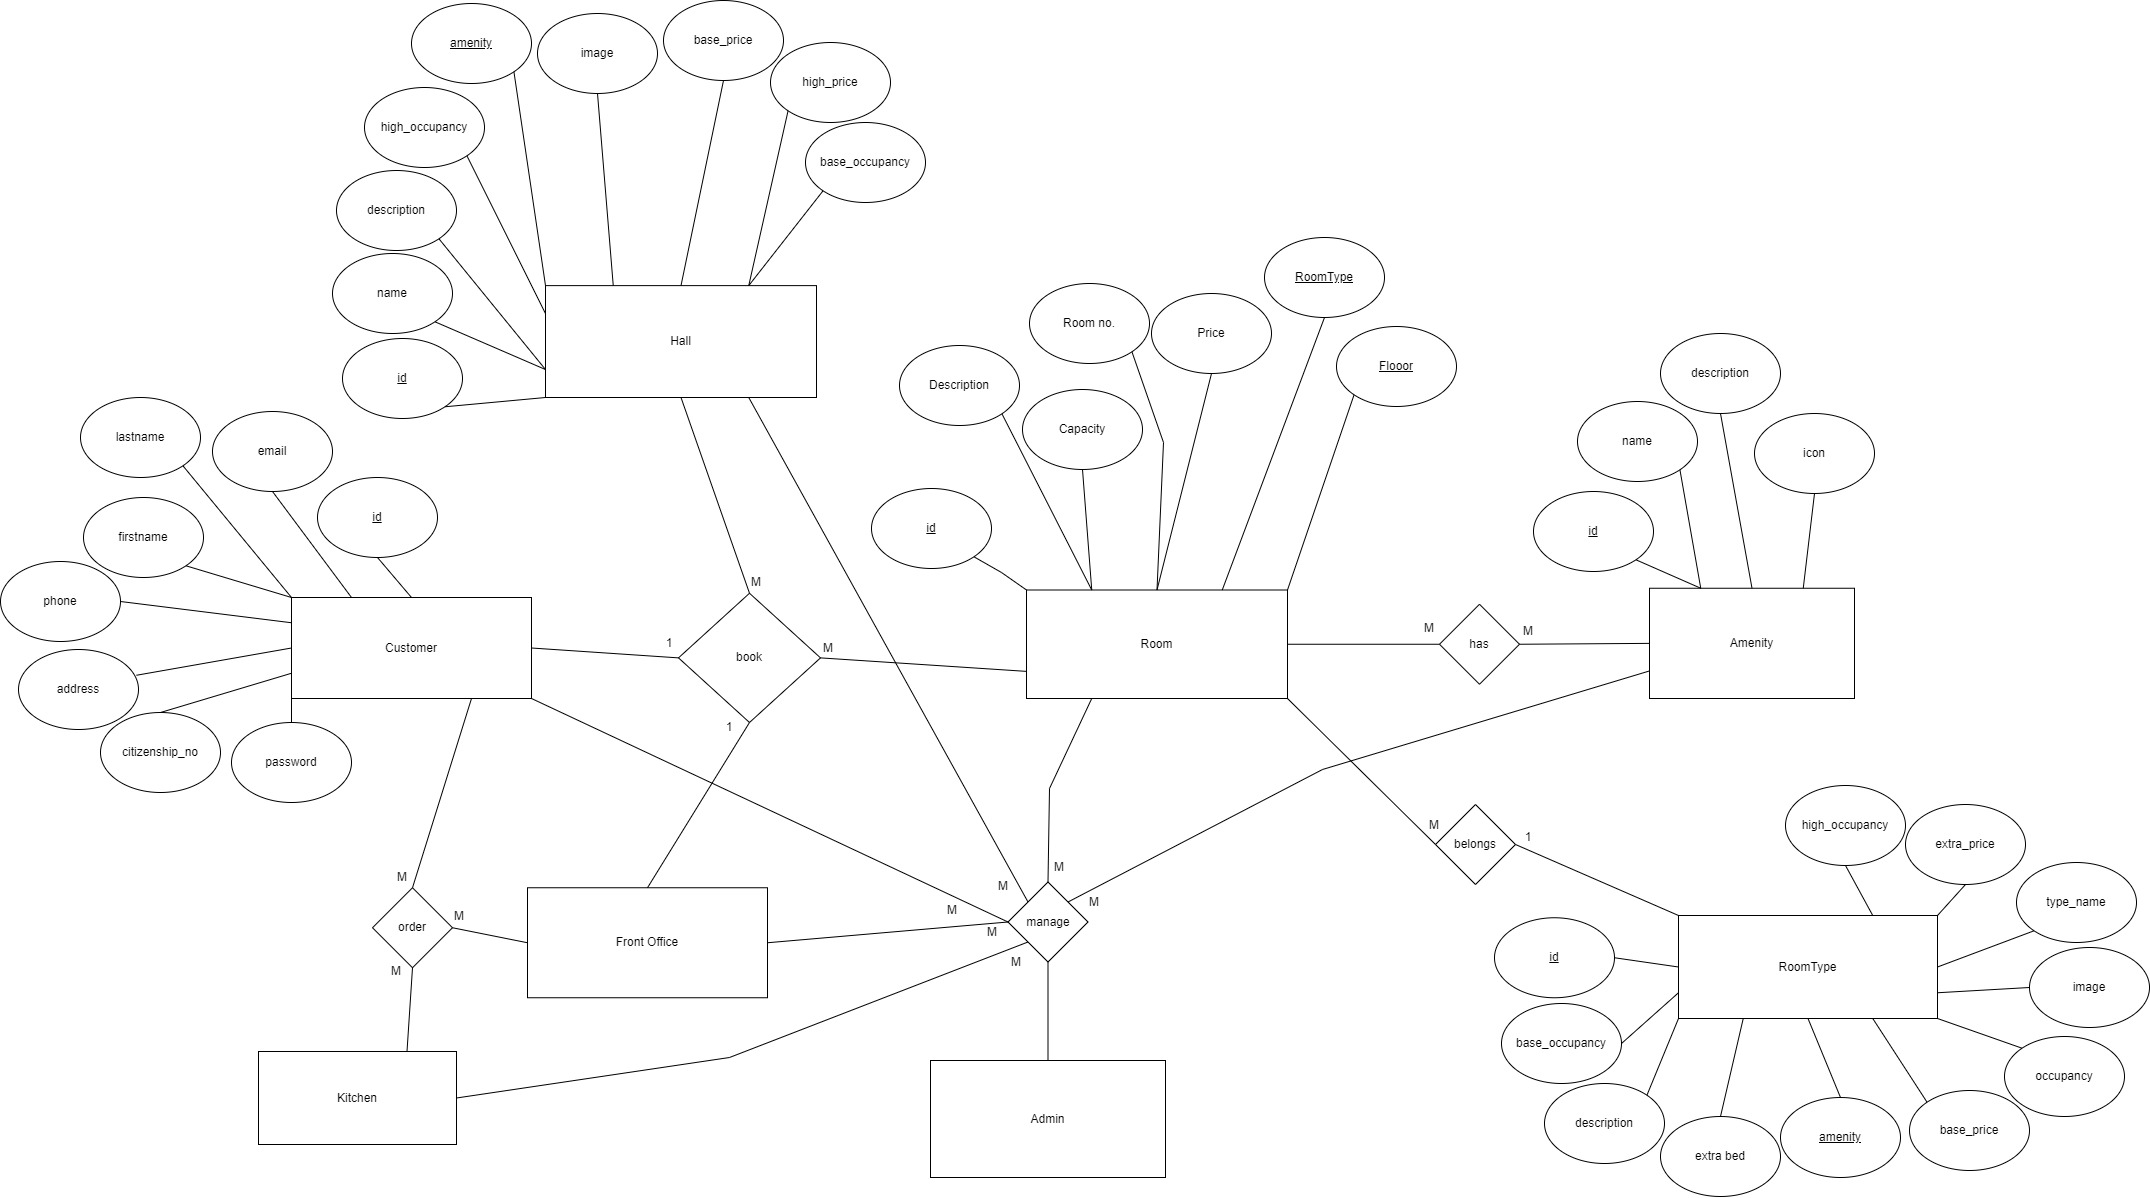 amenity
image
base_price
high_price
high_occupancy
base_occupancy
description
name
id
Hall
RoomType
Room no.
Price
Flooor
Description
Capacity
id
description
name
icon
id
lastname
email
id
firstname
phone
address
citizenship_no
password
Customer
1
M
book
M
1
Room
M
has
M
Amenity
M
belongs
1
high_occupancy
extra_price
type_name
id
RoomType
image
base_occupancy
occupancy
description
extra bed
amenity
base_price
M
order
M
M
Front Office
M
M
M
M
manage
M
M
Kitchen
Admin